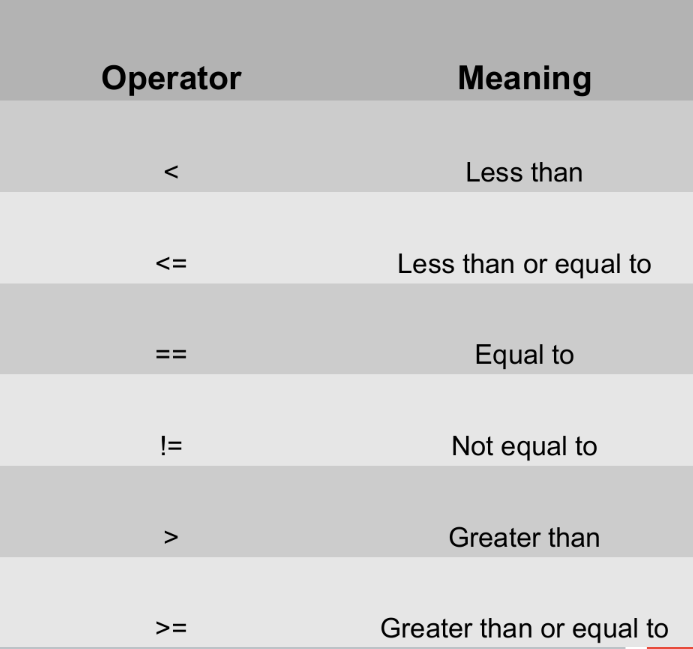 Operator Meaning
< Less than
<= Less than or equal to
== Equal to
!= Not equal to
> Greater than
>= Greater than or equal to